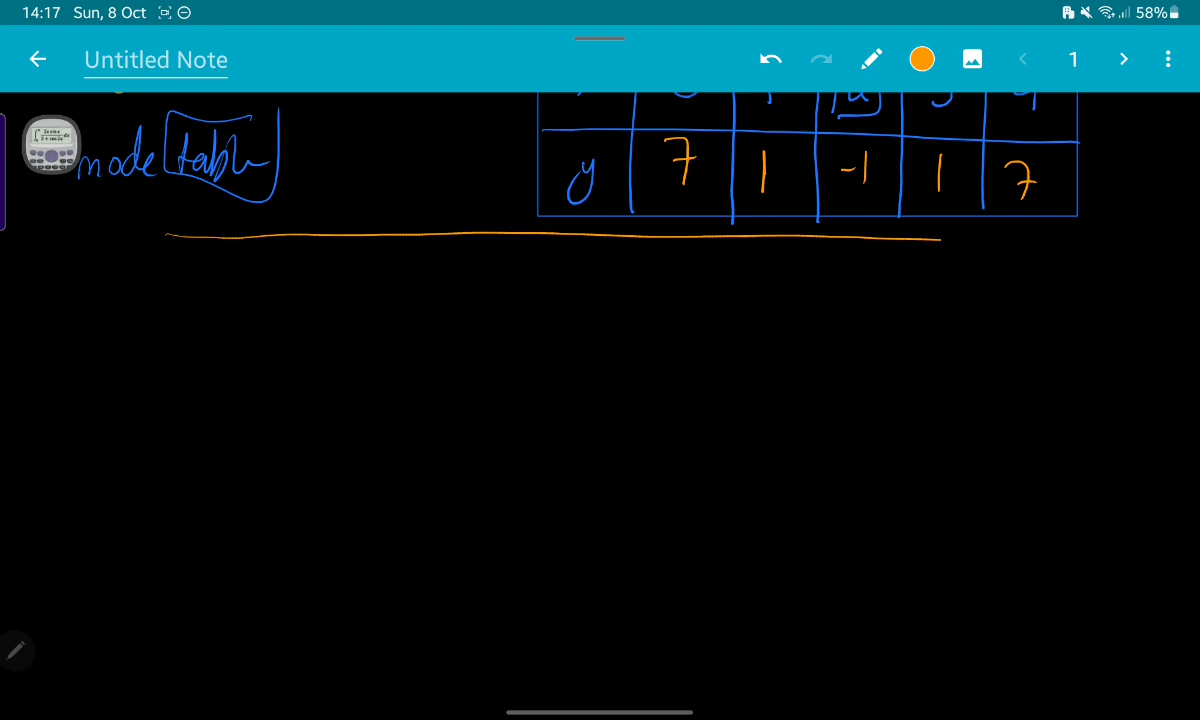 14:17 Sun, 8 Oct 58%
Untitled Note 1
mode table
y 7 1 -1 1 7